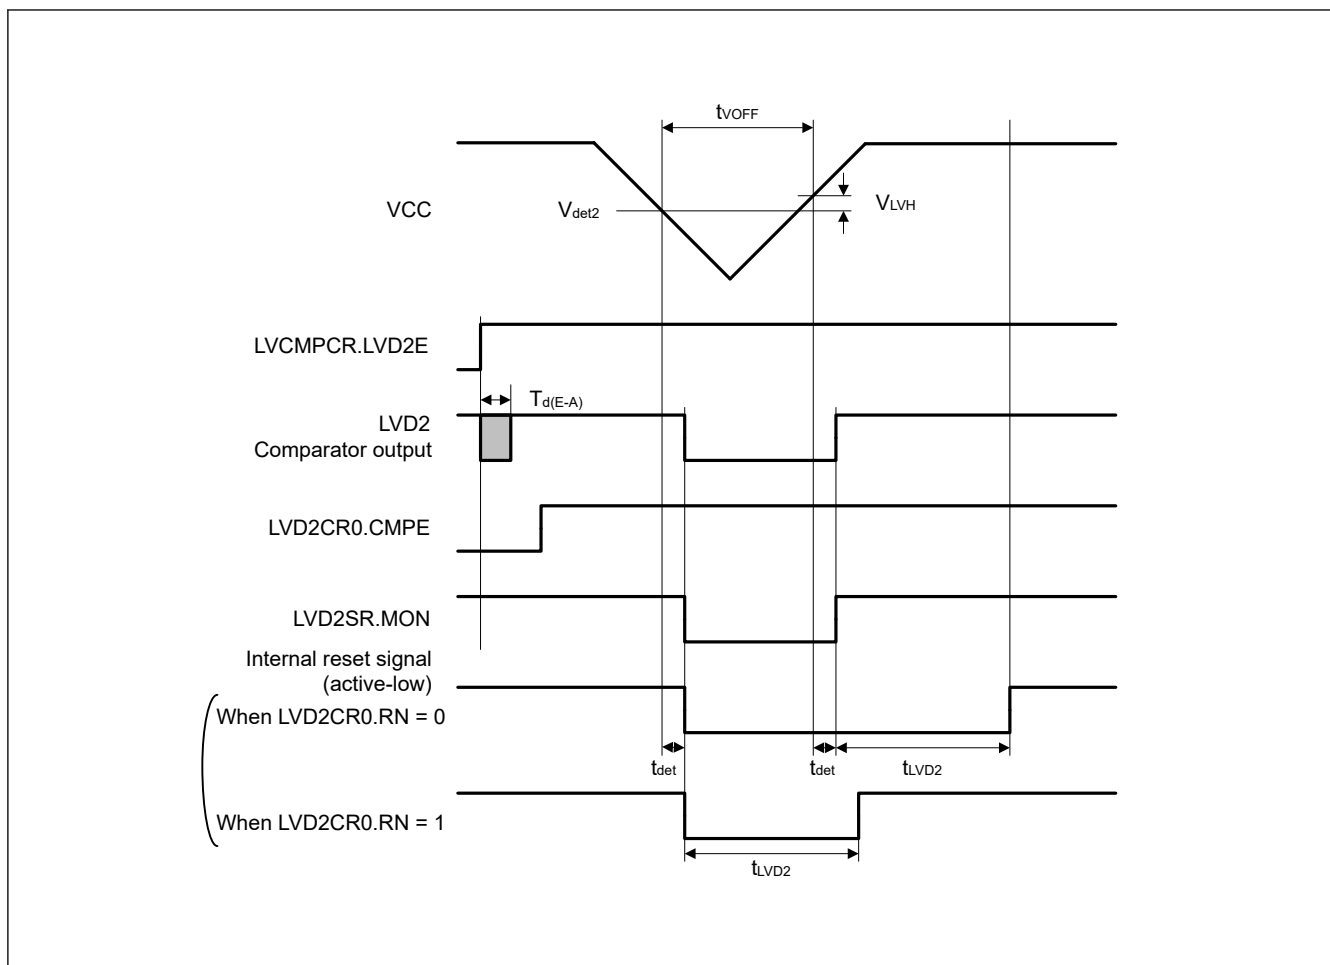 tVOFF
VCC
Vdet2
VLVH
LVCMPCR.LVD2E
Td(E-A)
LVD2
Comparator output
LVD2CR0.CMPE
LVD2SR.MON
Internal reset signal
(active-low)
When LVD2CR0.RN = 0
tdet
tdet
tLVD2
When LVD2CR0.RN = 1
tLVD2